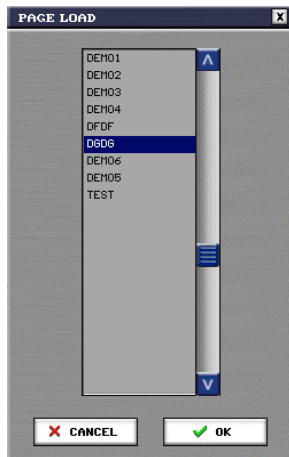 PAGE LOAD
DEMO1
DEMO2
DEMO3
DEMO4
DFDF
DGDG
DEMO6
DEMO5
TEST
CANCEL
OK